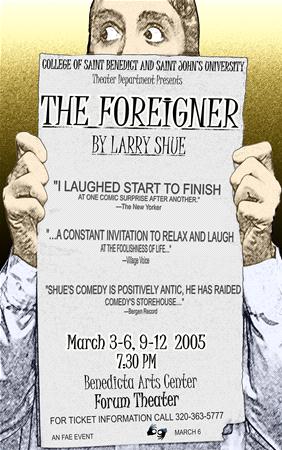 COLLEGE OF SAINT BENEDICT AND SAINT JOHN'S UNIVERSITY
Theater Department Presents
THE FOREIGNER
BY LARRY SHUE
"I LAUGHED START TO FINISH
AT ONE COMIC SURPRISE AFTER ANOTHER."
—The New Yorker
"...A CONSTANT INVITATION TO RELAX AND LAUGH
AT THE FOOLISHNESS OF LIFE..."
—Village Voice
"SHUE'S COMEDY IS POSITIVELY ANTIC, HE HAS RAIDED
COMEDY'S STOREHOUSE..."
—Bergen Record
March 3-6, 9-12 2005
7:30 PM
Benedicta Arts Center
Forum Theater
FOR TICKET INFORMATION CALL 320-363-5777
AN FAE EVENT MARCH 6